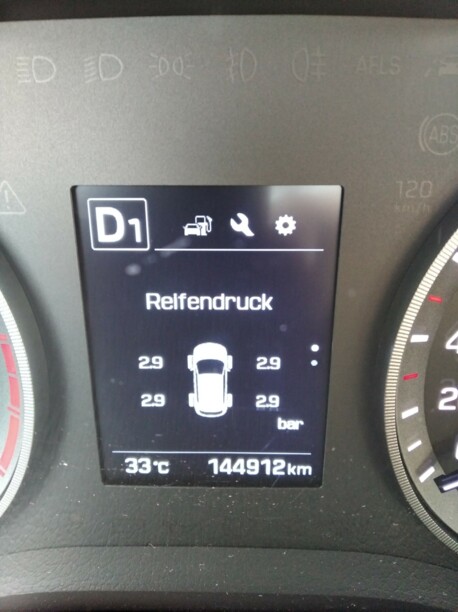 AFLS
ABS
120
km/h
D1
Reifendruck
2.9 2.9
2.9 2.9
bar
33°C 144912km